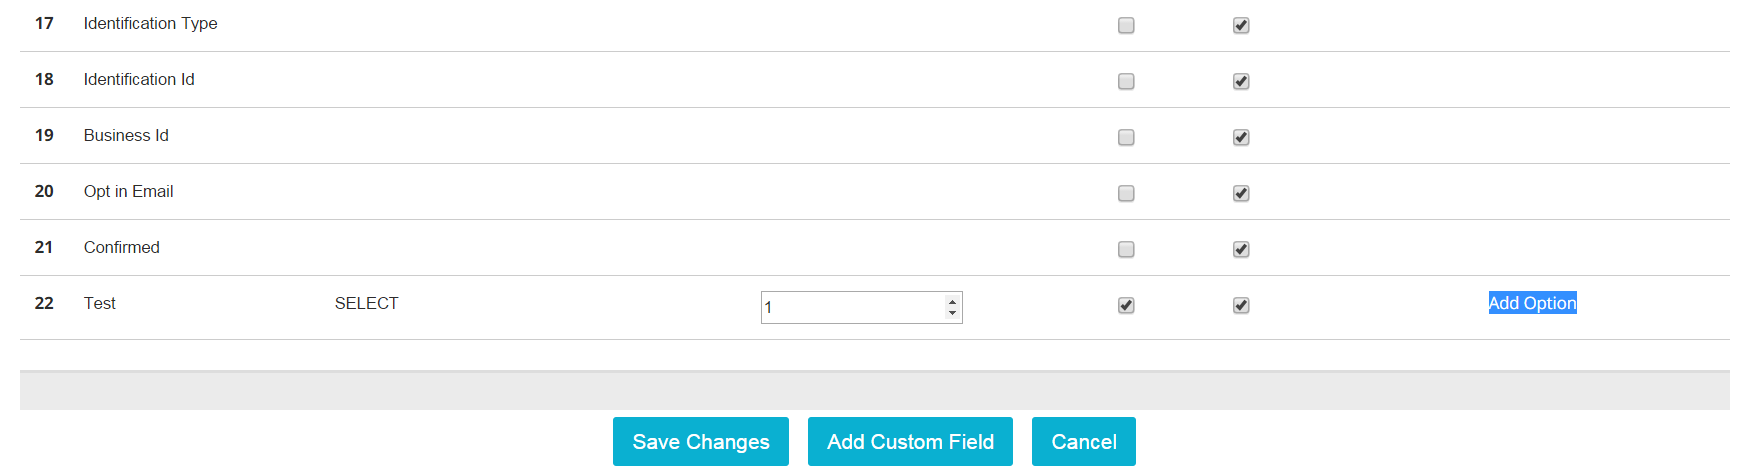 17 Identification Type
18 Identification Id
19 Business Id
20 Opt in Email
21 Confirmed
22 Test SELECT 1 Add Option
Save Changes Add Custom Field Cancel